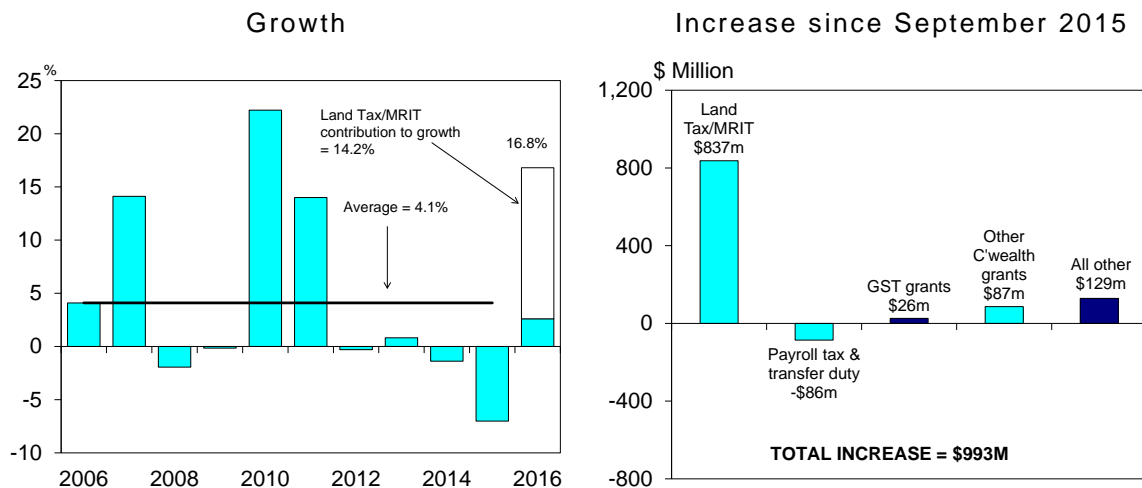 Growth
%
25
20
15
10
5
0
-5
-10
2006
2008
2010
2012
2014
2016
Land Tax/MRIT
contribution to growth
= 14.2%
16.8%
Average = 4.1%
Increase since September 2015
$ Million
1,200
800
400
0
-400
-800
Land
Tax/MRIT
$837m
Payroll tax &
transfer duty
-$86m
GST grants
$26m
Other
C'wealth
grants
$87m
All other
$129m
TOTAL INCREASE = $993M